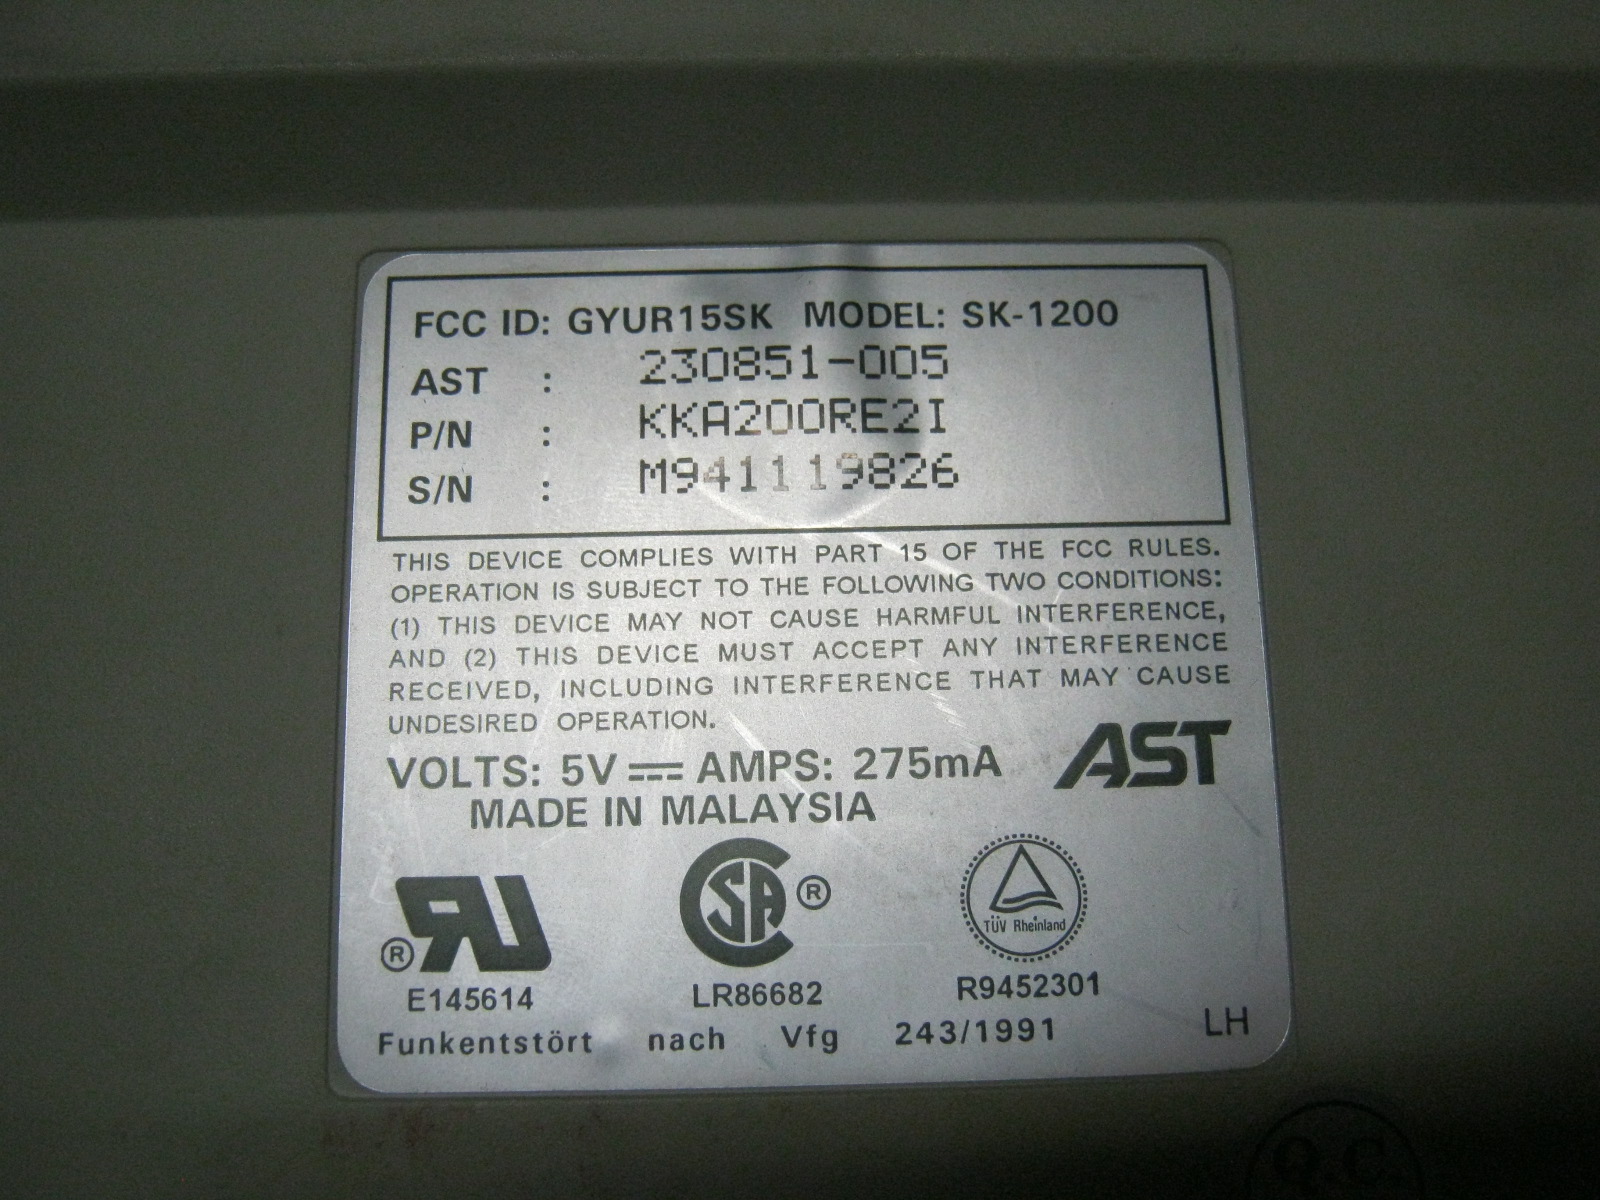 FCC ID: GYUR15SK MODEL: SK-1200
AST : 230851-005
P/N : KKA200RE2I
S/N : M941119826
THIS DEVICE COMPLIES WITH PART 15 OF THE FCC RULES.
OPERATION IS SUBJECT TO THE FOLLOWING TWO CONDITIONS:
(1) THIS DEVICE MAY NOT CAUSE HARMFUL INTERFERENCE,
AND (2) THIS DEVICE MUST ACCEPT ANY INTERFERENCE
RECEIVED, INCLUDING INTERFERENCE THAT MAY CAUSE
UNDESIRED OPERATION.
VOLTS: 5V ⎓ AMPS: 275mA AST
MADE IN MALAYSIA
® RU CSA ® TÜV Rheinland
E145614 LR86682 R9452301
Funkentstört nach Vfg 243/1991 LH
Q.C